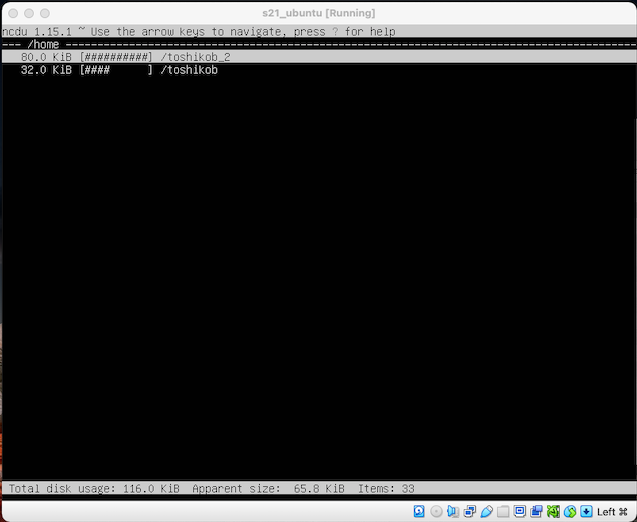 s21_ubuntu [Running]
ncdu 1.15.1 ~ Use the arrow keys to navigate, press ? for help
--- /home ----------------------------------------------------------------------
80.0 KiB [##########] /toshikob_2
32.0 KiB [####      ] /toshikob
Total disk usage: 116.0 KiB  Apparent size:  65.8 KiB  Items: 33
Left ⌘